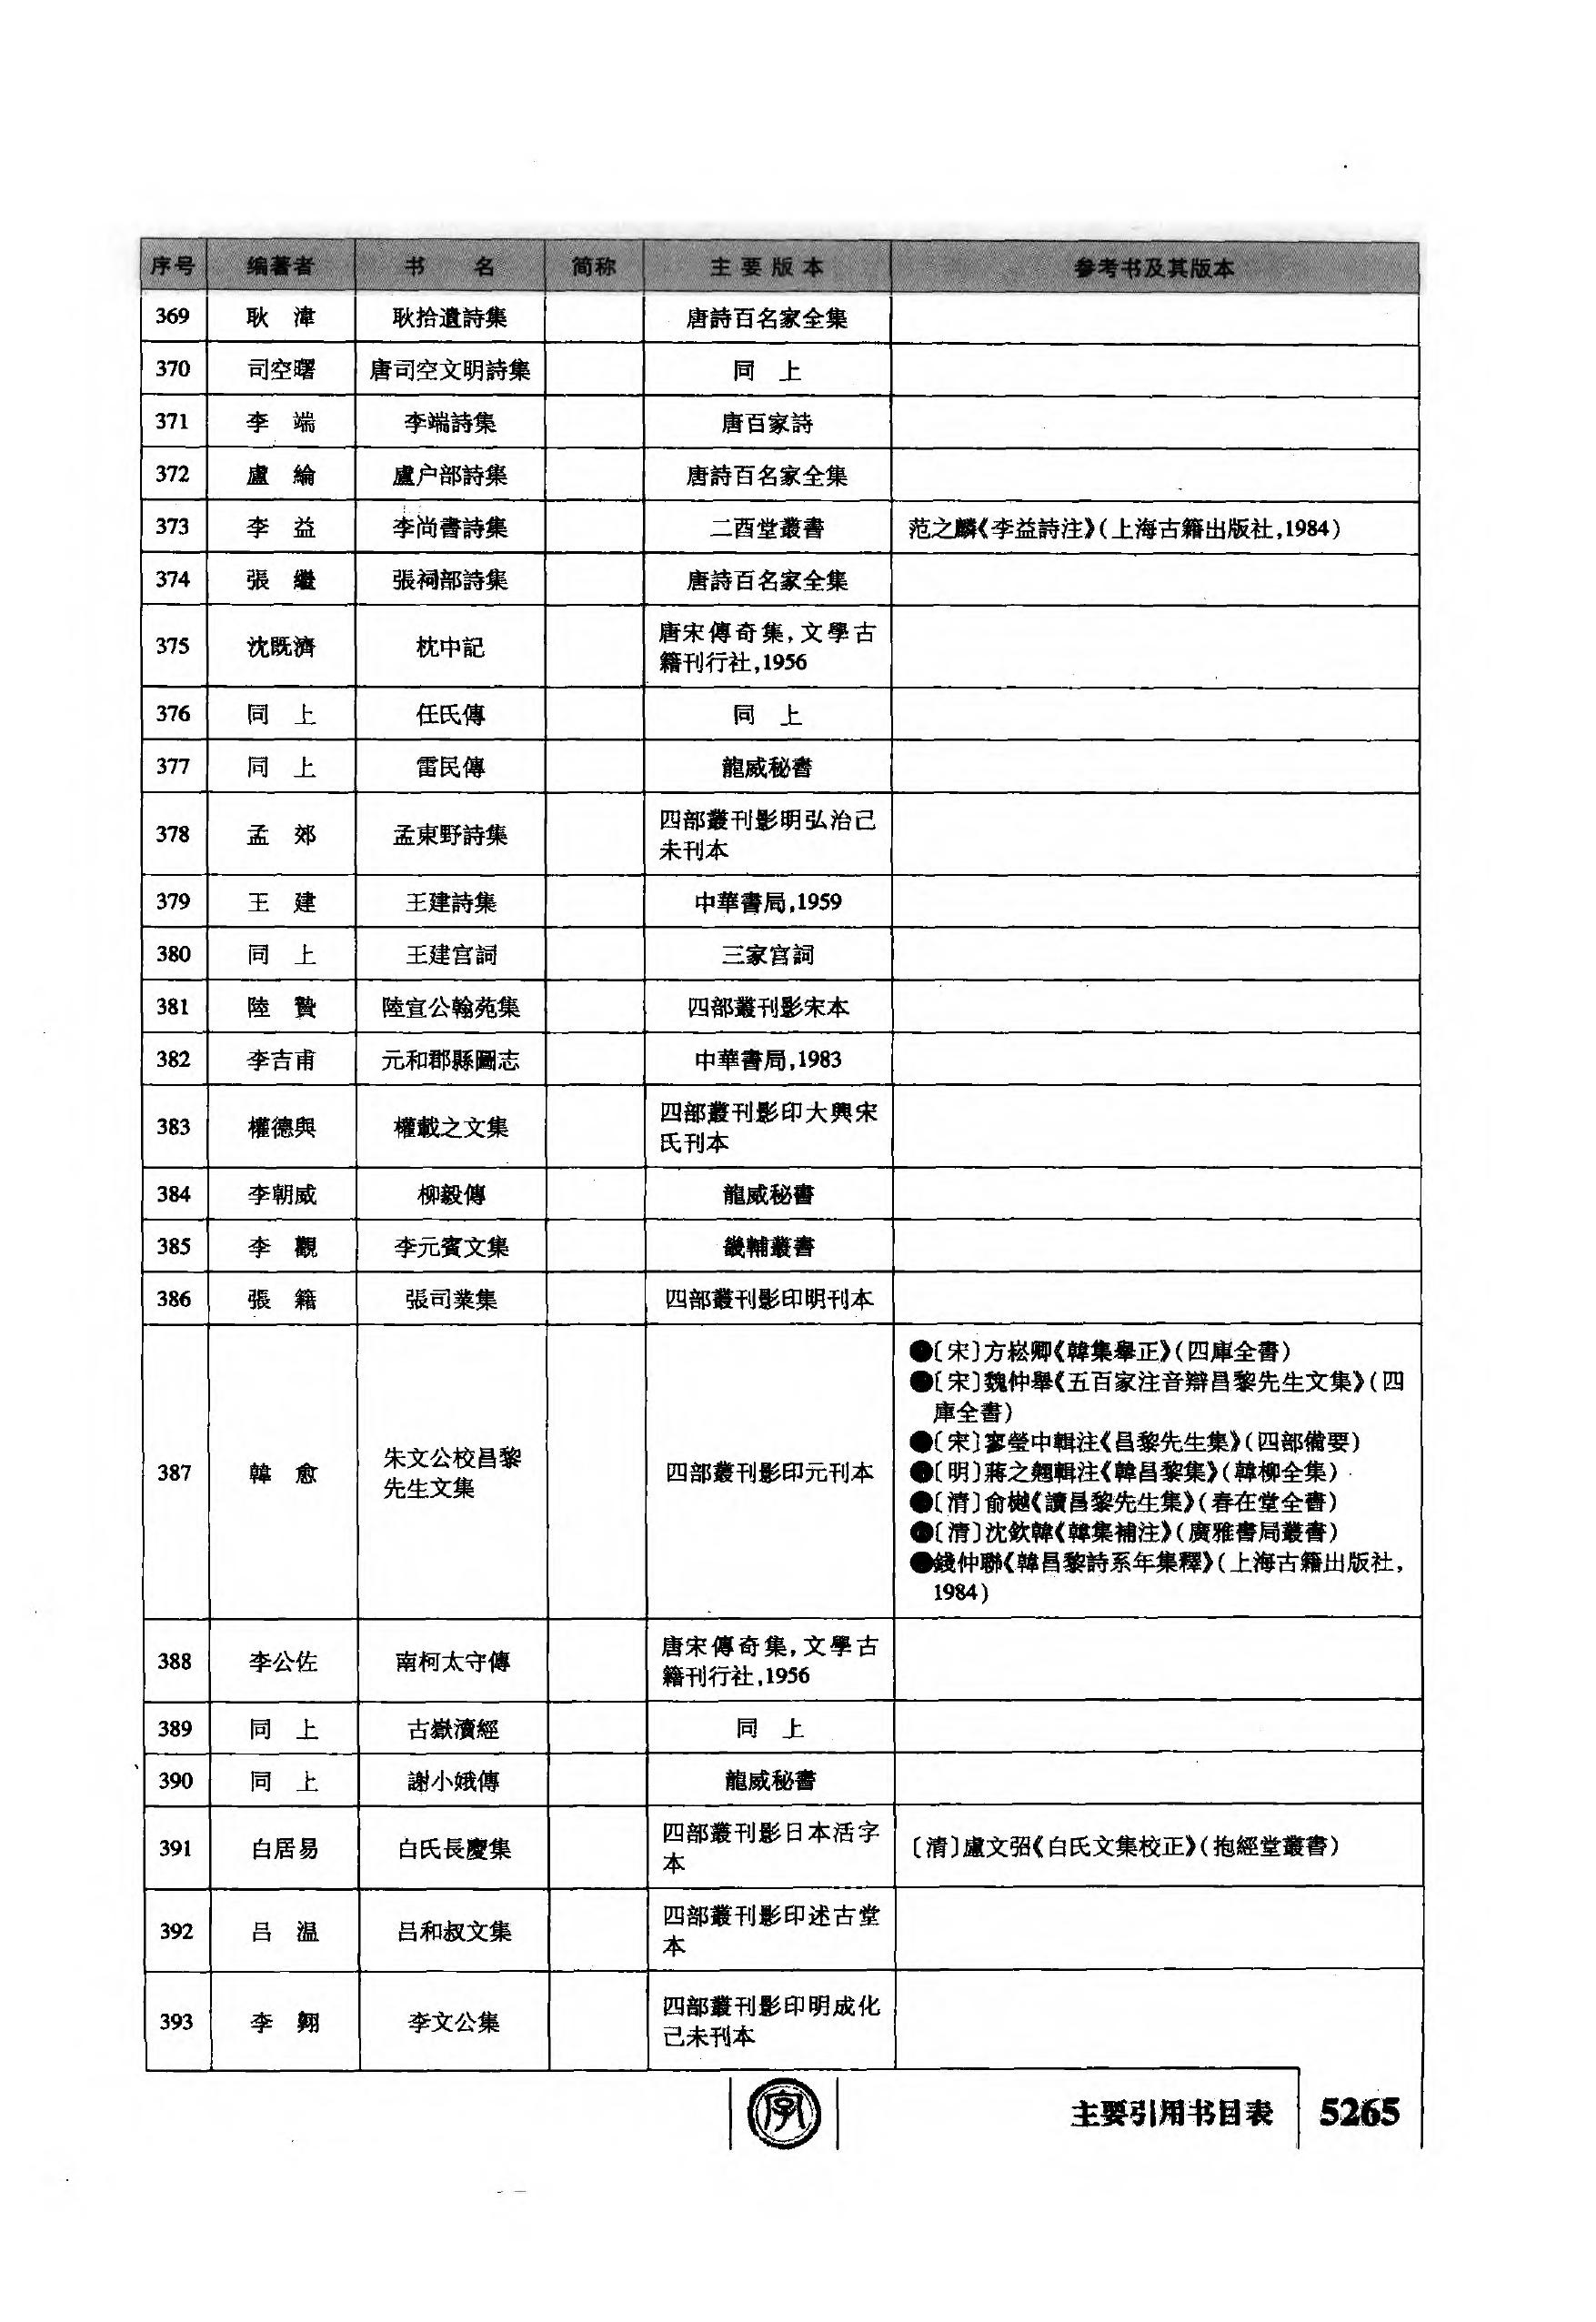 序号 编著者 书 名 简称 主要版本 参考书及其版本
369 耿 湋 耿拾遺詩集 唐詩百名家全集
370 司空曙 唐司空文明詩集 同 上
371 李 端 李端詩集 唐百家詩
372 盧 綸 盧户部詩集 唐詩百名家全集
373 李 益 李尚書詩集 二酉堂叢書 范之麟《李益詩注》(上海古籍出版社,1984)
374 張 繼 張祠部詩集 唐詩百名家全集
375 沈既濟 枕中記 唐宋傳奇集,文學古
籍刊行社,1956
376 同 上 任氏傳 同 上
377 同 上 雷民傳 龍威秘書
378 孟 郊 孟東野詩集 四部叢刊影明弘治己
未刊本
379 王 建 王建詩集 中華書局,1959
380 同 上 王建宫詞 三家宫詞
381 陸 贄 陸宣公翰苑集 四部叢刊影宋本
382 李吉甫 元和郡縣圖志 中華書局,1983
383 權德輿 權載之文集 四部叢刊影印大興宋
氏刊本
384 李朝威 柳毅傳 龍威秘書
385 李 觀 李元賓文集 畿輔叢書
386 張 籍 張司業集 四部叢刊影印明刊本
387 韓 愈 朱文公校昌黎
先生文集 四部叢刊影印元刊本 ●〔宋〕方崧卿《韓集舉正》(四庫全書)
●〔宋〕魏仲舉《五百家注音辯昌黎先生文集》(四
庫全書)
●〔宋〕寥瑩中輯注《昌黎先生集》(四部備要)
●〔明〕蔣之翹輯注《韓昌黎集》(韓柳全集)
●〔清〕俞樾《讀昌黎先生集》(春在堂全書)
●〔清〕沈欽韓《韓集補注》(廣雅書局叢書)
●錢仲聯《韓昌黎詩系年集釋》(上海古籍出版社,
1984)
388 李公佐 南柯太守傳 唐宋傳奇集,文學古
籍刊行社,1956
389 同 上 古嶽瀆經 同 上
390 同 上 謝小娥傳 龍威秘書
391 白居易 白氏長慶集 四部叢刊影日本活字
本 〔清〕盧文弨《白氏文集校正》(抱經堂叢書)
392 吕 温 吕和叔文集 四部叢刊影印述古堂
本
393 李 翱 李文公集 四部叢刊影印明成化
己未刊本
字 主要引用书目表 5265